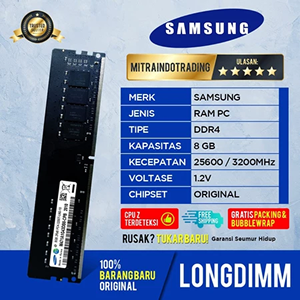 SAMSUNG
MITRAINDOTRADING
ULASAN:
MERK SAMSUNG
JENIS RAM PC
TIPE DDR4
KAPASITAS 8 GB
KECEPATAN 25600 / 3200MHz
VOLTASE 1.2V
CHIPSET ORIGINAL
CPU Z TERDETEKSI
FREE SHIPPING
GRATIS PACKING & BUBBLEWRAP
RUSAK? TUKAR BARU! Garansi Seumur Hidup
100%
BARANG BARU
ORIGINAL
LONGDIMM